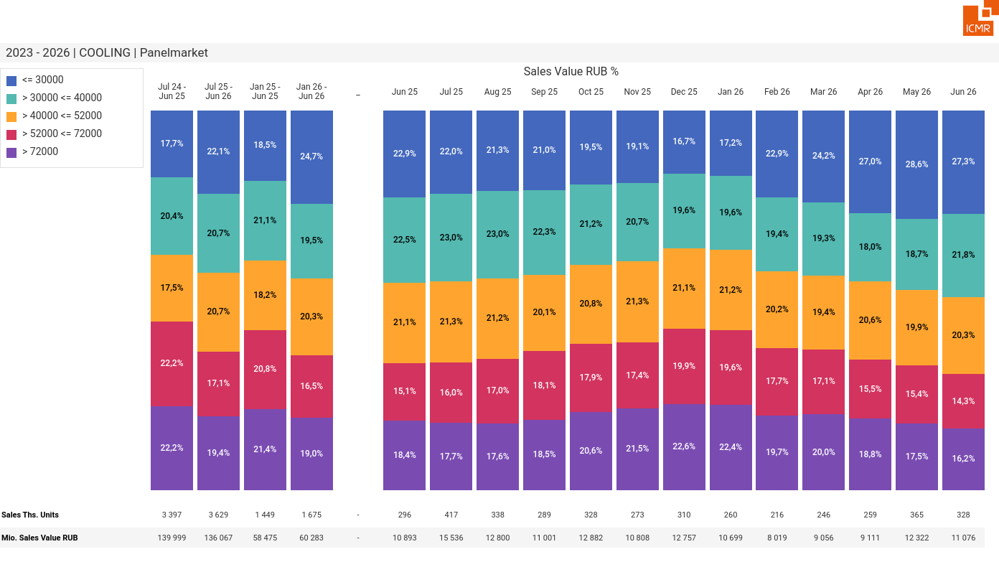 ICMR
2023 - 2026 | COOLING | Panelmarket
<= 30000
> 30000 <= 40000
> 40000 <= 52000
> 52000 <= 72000
> 72000
Sales Value RUB %
Jul 24 - Jul 25 - Jan 25 - Jan 26 -
Jun 25 Jun 26 Jun 25 Jun 26 – Jun 25 Jul 25 Aug 25 Sep 25 Oct 25 Nov 25 Dec 25 Jan 26 Feb 26 Mar 26 Apr 26 May 26 Jun 26
17,7% 22,1% 18,5% 24,7% 22,9% 22,0% 21,3% 21,0% 19,5% 19,1% 16,7% 17,2% 22,9% 24,2% 27,0% 28,6% 27,3%
20,4% 20,7% 21,1% 19,5% 22,5% 23,0% 23,0% 22,3% 21,2% 20,7% 19,6% 19,6% 19,4% 19,3% 18,0% 18,7% 21,8%
17,5% 20,7% 18,2% 20,3% 21,1% 21,3% 21,2% 20,1% 20,8% 21,3% 21,1% 21,2% 20,2% 19,4% 20,6% 19,9% 20,3%
22,2% 17,1% 20,8% 16,5% 15,1% 16,0% 17,0% 18,1% 17,9% 17,4% 19,9% 19,6% 17,7% 17,1% 15,5% 15,4% 14,3%
22,2% 19,4% 21,4% 19,0% 18,4% 17,7% 17,6% 18,5% 20,6% 21,5% 22,6% 22,4% 19,7% 20,0% 18,8% 17,5% 16,2%
Sales Ths. Units 3 397 3 629 1 449 1 675 - 296 417 338 289 328 273 310 260 216 246 259 365 328
Mio. Sales Value RUB 139 999 136 067 58 475 60 283 - 10 893 15 536 12 800 11 001 12 882 10 808 12 757 10 699 8 019 9 056 9 111 12 322 11 076